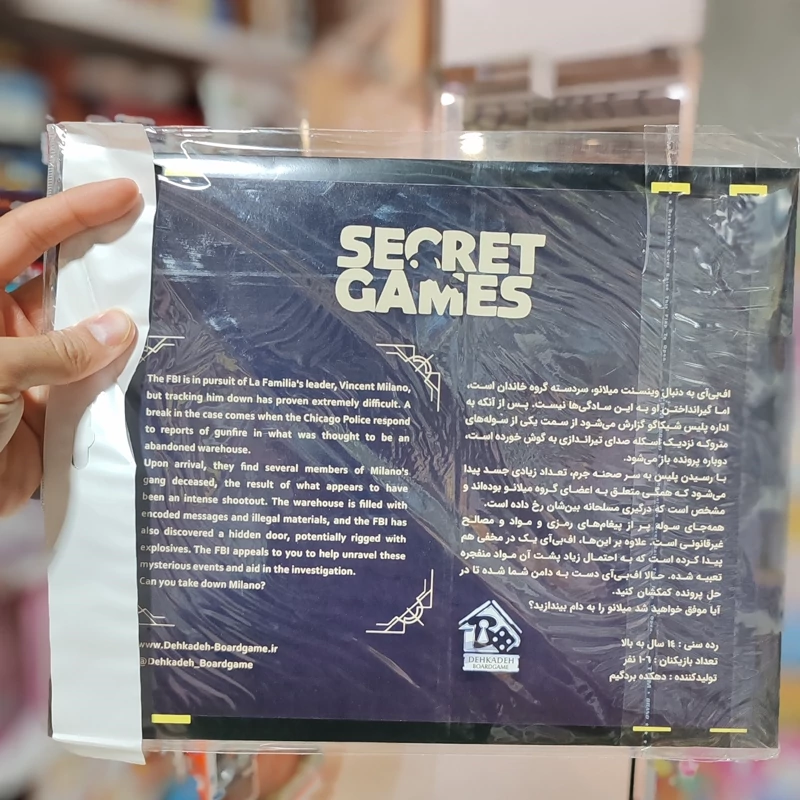 SECRET
GAMES
The FBI is in pursuit of La Familia's leader, Vincent Milano,
but tracking him down has proven extremely difficult. A
break in the case comes when the Chicago Police respond
to reports of gunfire in what was thought to be an
abandoned warehouse.
Upon arrival, they find several members of Milano's
gang deceased, the result of what appears to have
been an intense shootout. The warehouse is filled with
encoded messages and illegal materials, and the FBI has
also discovered a hidden door, potentially rigged with
explosives. The FBI appeals to you to help unravel these
mysterious events and aid in the investigation.
Can you take down Milano?
www.Dehkadeh-Boardgame.ir
@Dehkadeh_Boardgame
اف‌بی‌آی به دنبال وینسنت میلانو، سردسته گروه خاندان است،
اما گیرانداختن او به این سادگی‌ها نیست. پس از آنکه به
اداره پلیس شیکاگو گزارش می‌شود از سمت یکی از سوله‌های
متروکه نزدیک اسکله صدای تیراندازی به گوش خورده است،
دوباره پرونده باز می‌شود.
با رسیدن پلیس به سر صحنه جرم، تعداد زیادی جسد پیدا
می‌شود که همگی متعلق به اعضای گروه میلانو بوده‌اند و
مشخص است که درگیری مسلحانه بین‌شان رخ داده است.
همه‌جای سوله پر از پیغام‌های رمزی و مواد و مصالح
غیرقانونی است. علاوه بر این‌ها، اف‌بی‌آی یک در مخفی هم
پیدا کرده است که به احتمال زیاد پشت آن مواد منفجره
تعبیه شده. حالا اف‌بی‌آی دست به دامن شما شده تا در
حل پرونده کمکشان کنید.
آیا موفق خواهید شد میلانو را به دام بیندازید؟
DEHKADEH
BOARDGAME
رده سنی : ١٤ سال به بالا
تعداد بازیکنان : ٦-١ نفر
تولیدکننده : دهکده بردگیم